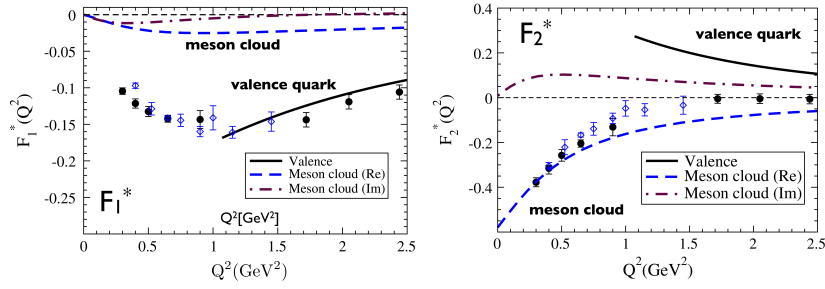 0
-0.05
-0.1
-0.15
-0.2
-0.25
F₁*(Q²)
meson cloud
valence quark
Valence
Meson cloud (Re)
Meson cloud (Im)
F₁*
Q²[GeV²]
0 0.5 1 1.5 2 2.5
Q²(GeV²)
0.4
0.2
0
-0.2
-0.4
F₂*(Q²)
F₂*
valence quark
Valence
Meson cloud (Re)
Meson cloud (Im)
meson cloud
0 0.5 1 1.5 2 2.5
Q²(GeV²)